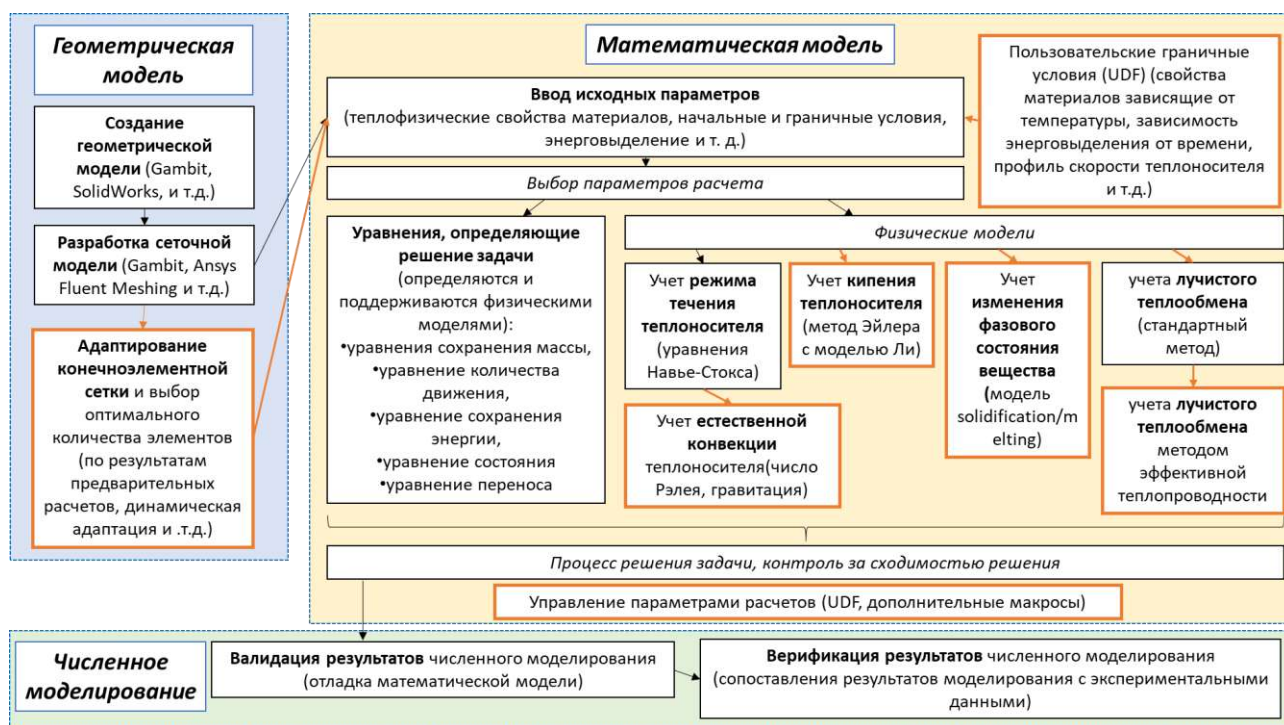 Геометрическая
модель
Создание
геометрической
модели (Gambit,
SolidWorks, и т.д.)
Разработка сеточной
модели (Gambit, Ansys
Fluent Meshing и т.д.)
Адаптирование
конечноэлементной
сетки и выбор
оптимального
количества элементов
(по результатам
предварительных
расчетов, динамическая
адаптация и .т.д.)
Математическая модель
Ввод исходных параметров
(теплофизические свойства материалов, начальные и граничные условия,
энерговыделение и т. д.)
Пользовательские граничные
условия (UDF) (свойства
материалов зависящие от
температуры, зависимость
энерговыделения от времени,
профиль скорости теплоносителя
и т.д.)
Выбор параметров расчета
Уравнения, определяющие
решение задачи
(определяются и
поддерживаются физическими
моделями):
•уравнения сохранения массы,
•уравнение количества
движения,
•уравнение сохранения
энергии,
•уравнение состояния
•уравнение переноса
Физические модели
Учет режима
течения
теплоносителя
(уравнения
Навье-Стокса)
Учет естественной
конвекции
теплоносителя(число
Рэлея, гравитация)
Учет кипения
теплоносителя
(метод Эйлера
с моделью Ли)
Учет
изменения
фазового
состояния
вещества
(модель
solidification/m
elting)
учета лучистого
теплообмена
(стандартный
метод)
учета лучистого
теплообмена
методом
эффективной
теплопроводности
Процесс решения задачи, контроль за сходимостью решения
Управление параметрами расчетов (UDF, дополнительные макросы)
Численное
моделирование
Валидация результатов численного моделирования
(отладка математической модели)
Верификация результатов численного моделирования
(сопоставления результатов моделирования с экспериментальными
данными)